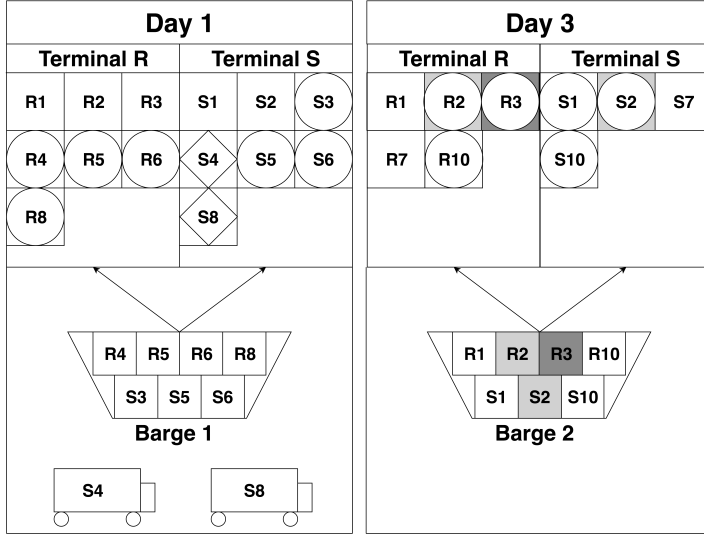 Day 1
Terminal R Terminal S
R1 R2 R3 S1 S2 S3
R4 R5 R6 S4 S5 S6
R8 S8
R4 R5 R6 R8
S3 S5 S6
Barge 1
S4 S8
Day 3
Terminal R Terminal S
R1 R2 R3 S1 S2 S7
R7 R10 S10
R1 R2 R3 R10
S1 S2 S10
Barge 2